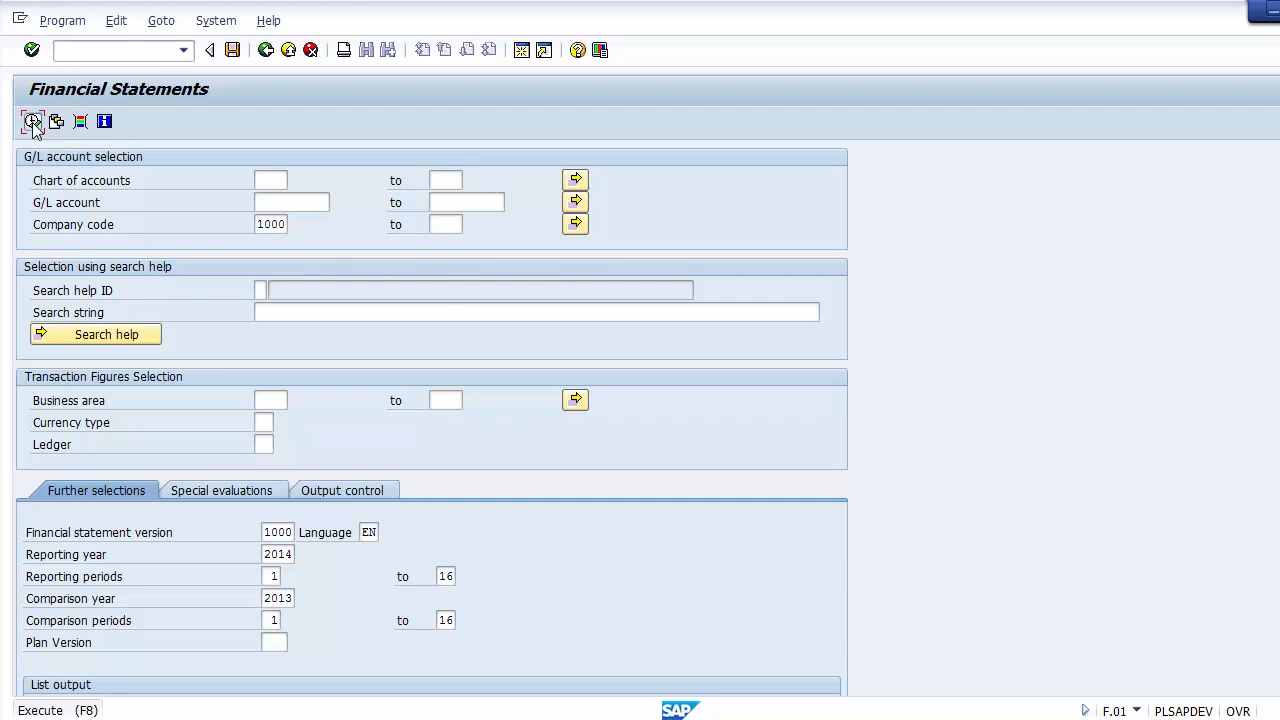 Program Edit Goto System Help
Financial Statements
G/L account selection
Chart of accounts to
G/L account to
Company code 1000 to
Selection using search help
Search help ID
Search string
Search help
Transaction Figures Selection
Business area to
Currency type
Ledger
Further selections Special evaluations Output control
Financial statement version 1000 Language EN
Reporting year 2014
Reporting periods 1 to 16
Comparison year 2013
Comparison periods 1 to 16
Plan Version
List output
Execute (F8) SAP F.01 PLSAPDEV OVR